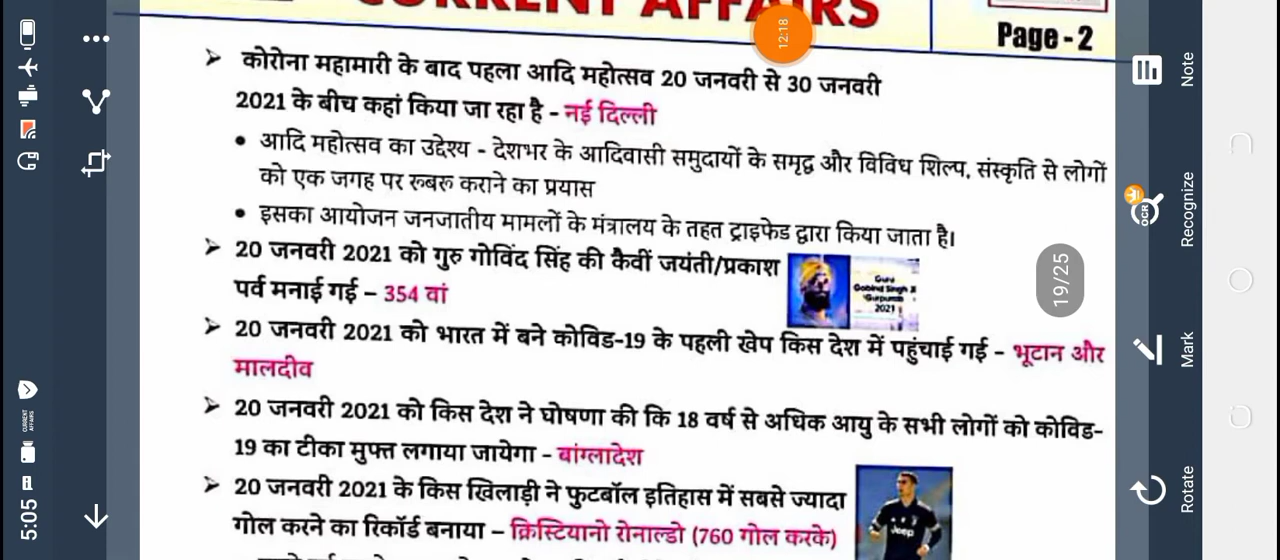 CURRENT AFFAIRS
12:18
Page - 2
➢ कोरोना महामारी के बाद पहला आदि महोत्सव 20 जनवरी से 30 जनवरी
2021 के बीच कहां किया जा रहा है - नई दिल्ली
• आदि महोत्सव का उद्देश्य - देशभर के आदिवासी समुदायों के समृद्ध और विविध शिल्प, संस्कृति से लोगों
को एक जगह पर रूबरू कराने का प्रयास
• इसका आयोजन जनजातीय मामलों के मंत्रालय के तहत ट्राइफेड द्वारा किया जाता है।
➢ 20 जनवरी 2021 को गुरु गोविंद सिंह की कैवीं जयंती/प्रकाश
पर्व मनाई गई – 354 वां
Guru
Gobind Singh Ji
Gurpurab
2021
➢ 20 जनवरी 2021 को भारत में बने कोविड-19 के पहली खेप किस देश में पहुंचाई गई - भूटान और
मालदीव
➢ 20 जनवरी 2021 को किस देश ने घोषणा की कि 18 वर्ष से अधिक आयु के सभी लोगों को कोविड-
19 का टीका मुफ्त लगाया जायेगा - बांग्लादेश
➢ 20 जनवरी 2021 के किस खिलाड़ी ने फुटबॉल इतिहास में सबसे ज्यादा
गोल करने का रिकॉर्ड बनाया – क्रिस्टियानो रोनाल्डो (760 गोल करके)
Jeep
19/25
Note
OCR
Recognize
Mark
Rotate
CURRENT
AFFAIRS
5:05